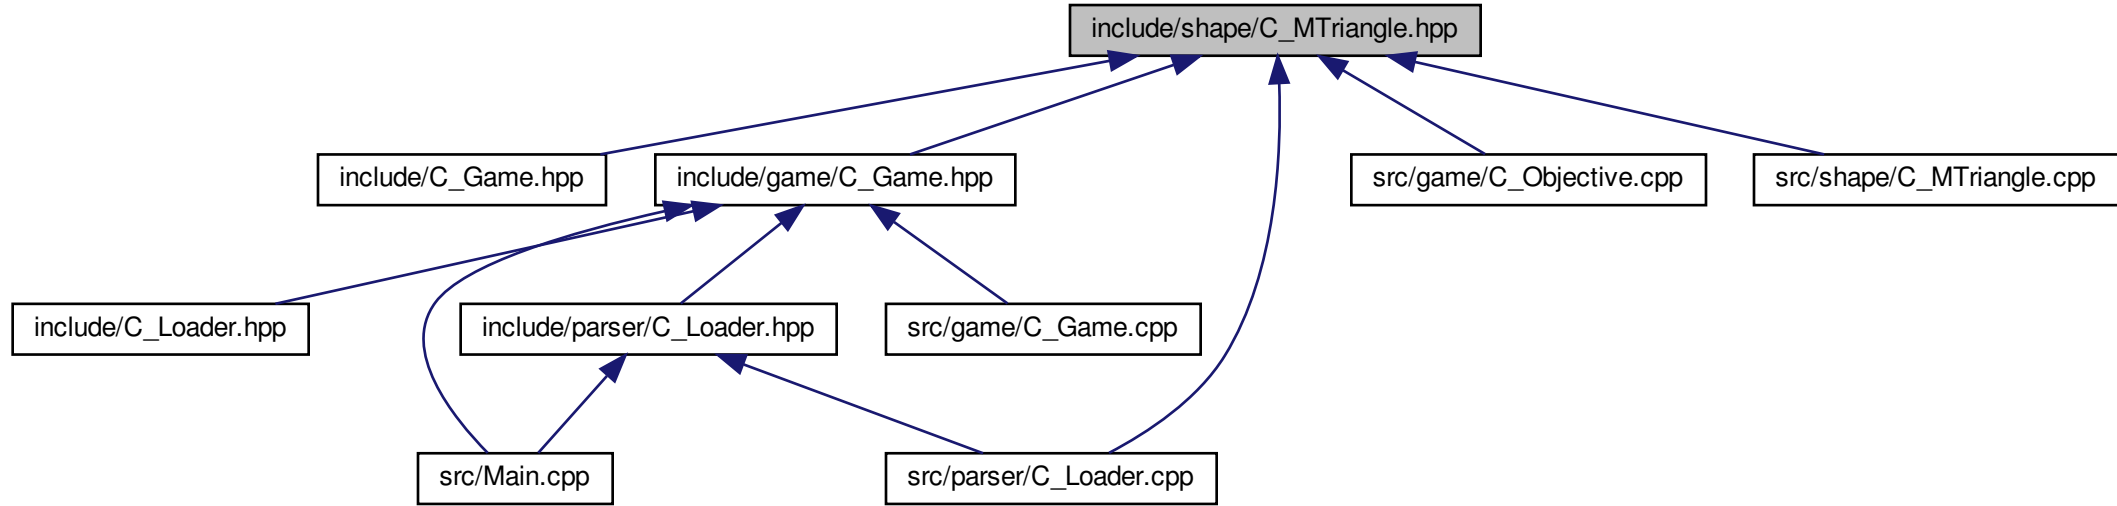 include/shape/C_MTriangle.hpp
include/C_Game.hpp
include/game/C_Game.hpp
src/game/C_Objective.cpp
src/shape/C_MTriangle.cpp
include/C_Loader.hpp
include/parser/C_Loader.hpp
src/game/C_Game.cpp
src/Main.cpp
src/parser/C_Loader.cpp